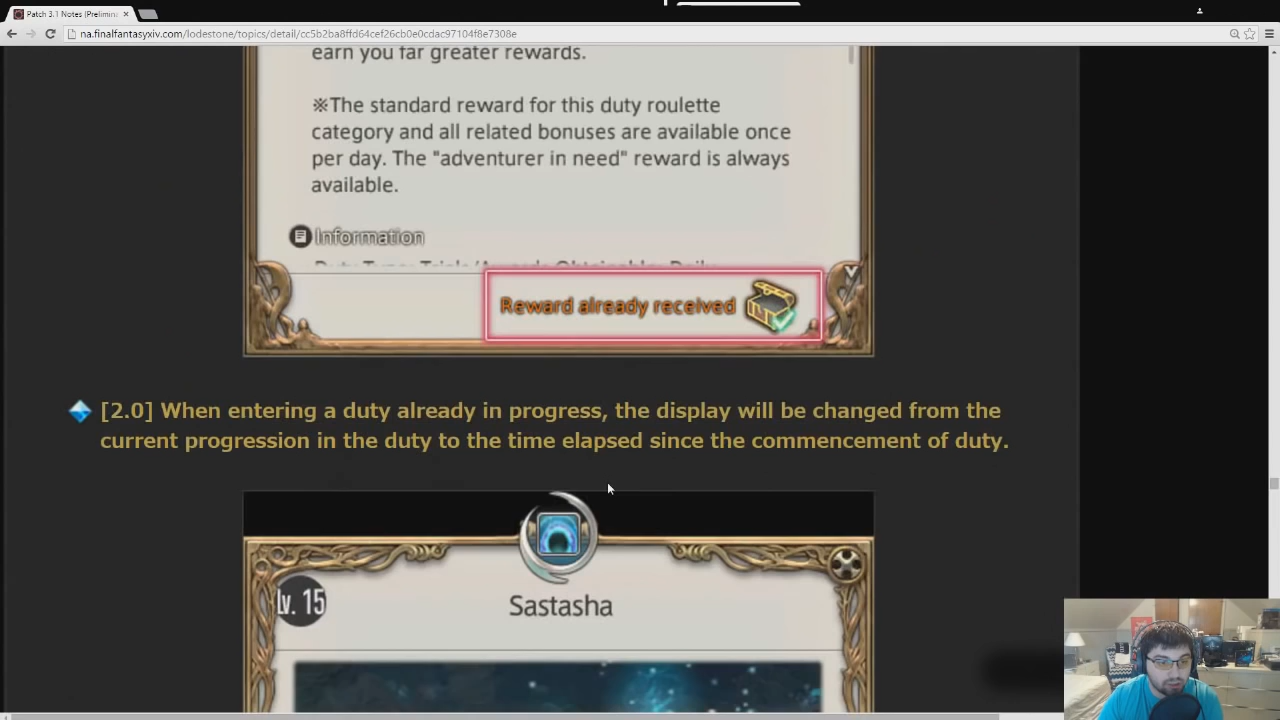 Patch 3.1 Notes (Prelimin
na.finalfantasyxiv.com/lodestone/topics/detail/cc5b2ba8ffd64cef26cb0e0cdac97104f8e7308e
earn you far greater rewards.
※The standard reward for this duty roulette
category and all related bonuses are available once
per day. The "adventurer in need" reward is always
available.
Information
Reward already received
[2.0] When entering a duty already in progress, the display will be changed from the
current progression in the duty to the time elapsed since the commencement of duty.
Lv. 15
Sastasha